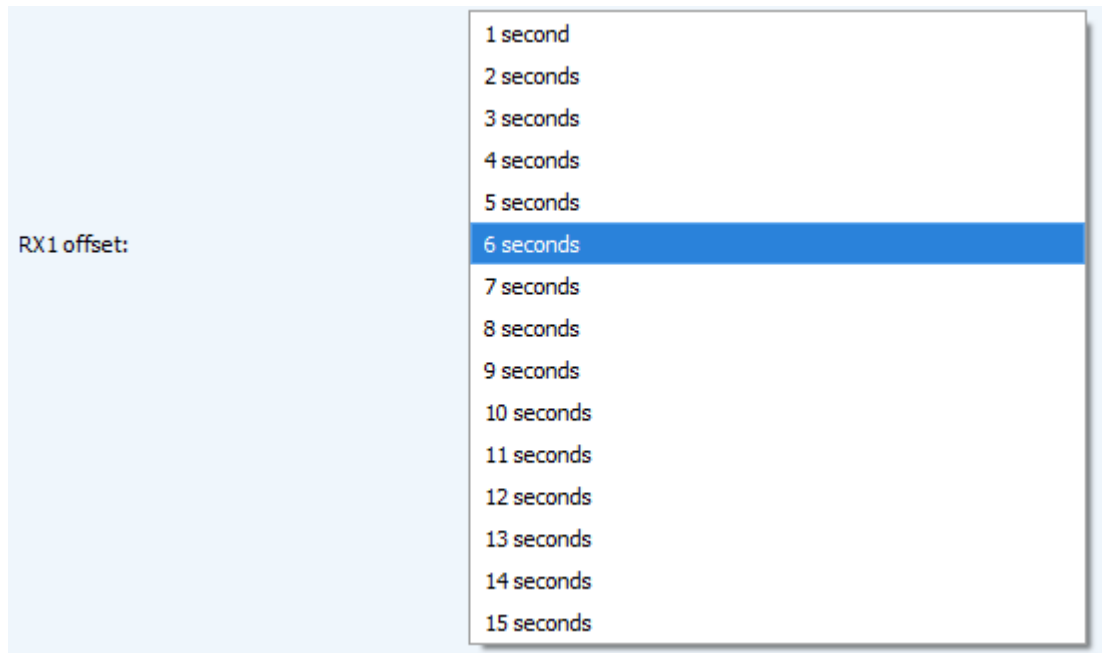 1 second
2 seconds
3 seconds
4 seconds
5 seconds
RX1 offset:
6 seconds
7 seconds
8 seconds
9 seconds
10 seconds
11 seconds
12 seconds
13 seconds
14 seconds
15 seconds